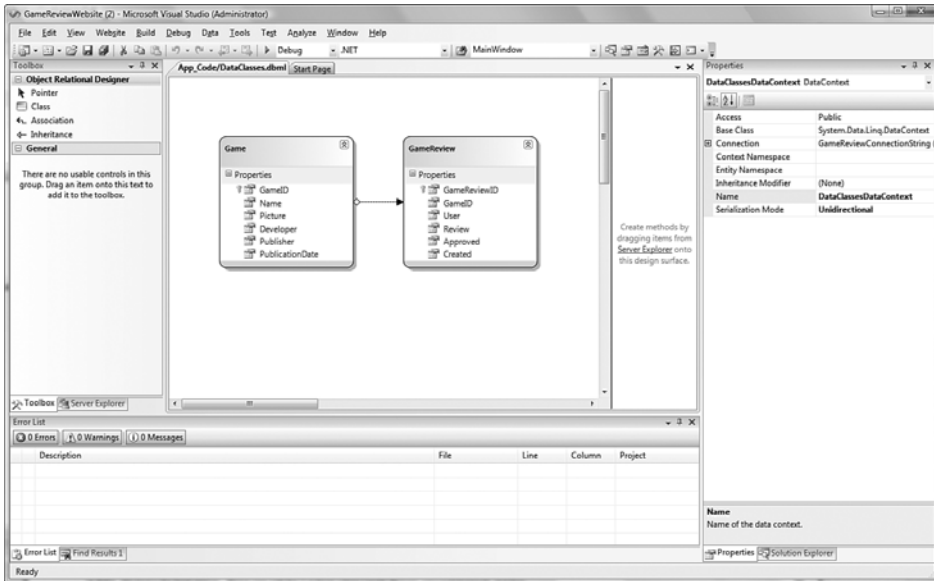 GameReviewWebsite (2) - Microsoft Visual Studio (Administrator)
File Edit View Website Build Debug Data Tools Test Analyze Window Help
Debug .NET MainWindow
Toolbox
Object Relational Designer
Pointer
Class
Association
Inheritance
General
There are no usable controls in this
group. Drag an item onto this text to
add it to the toolbox.
Toolbox Server Explorer
App_Code/DataClasses.dbml Start Page
Game
Properties
GameID
Name
Picture
Developer
Publisher
PublicationDate
GameReview
Properties
GameReviewID
GameID
User
Review
Approved
Created
Create methods by
dragging items from
Server Explorer onto
this design surface.
Properties
DataClassesDataContext DataContext
Access Public
Base Class System.Data.Linq.DataContext
Connection GameReviewConnectionString
Context Namespace
Entity Namespace
Inheritance Modifier (None)
Name DataClassesDataContext
Serialization Mode Unidirectional
Name
Name of the data context.
Properties Solution Explorer
Error List
0 Errors 0 Warnings 0 Messages
Description File Line Column Project
Error List Find Results 1
Ready